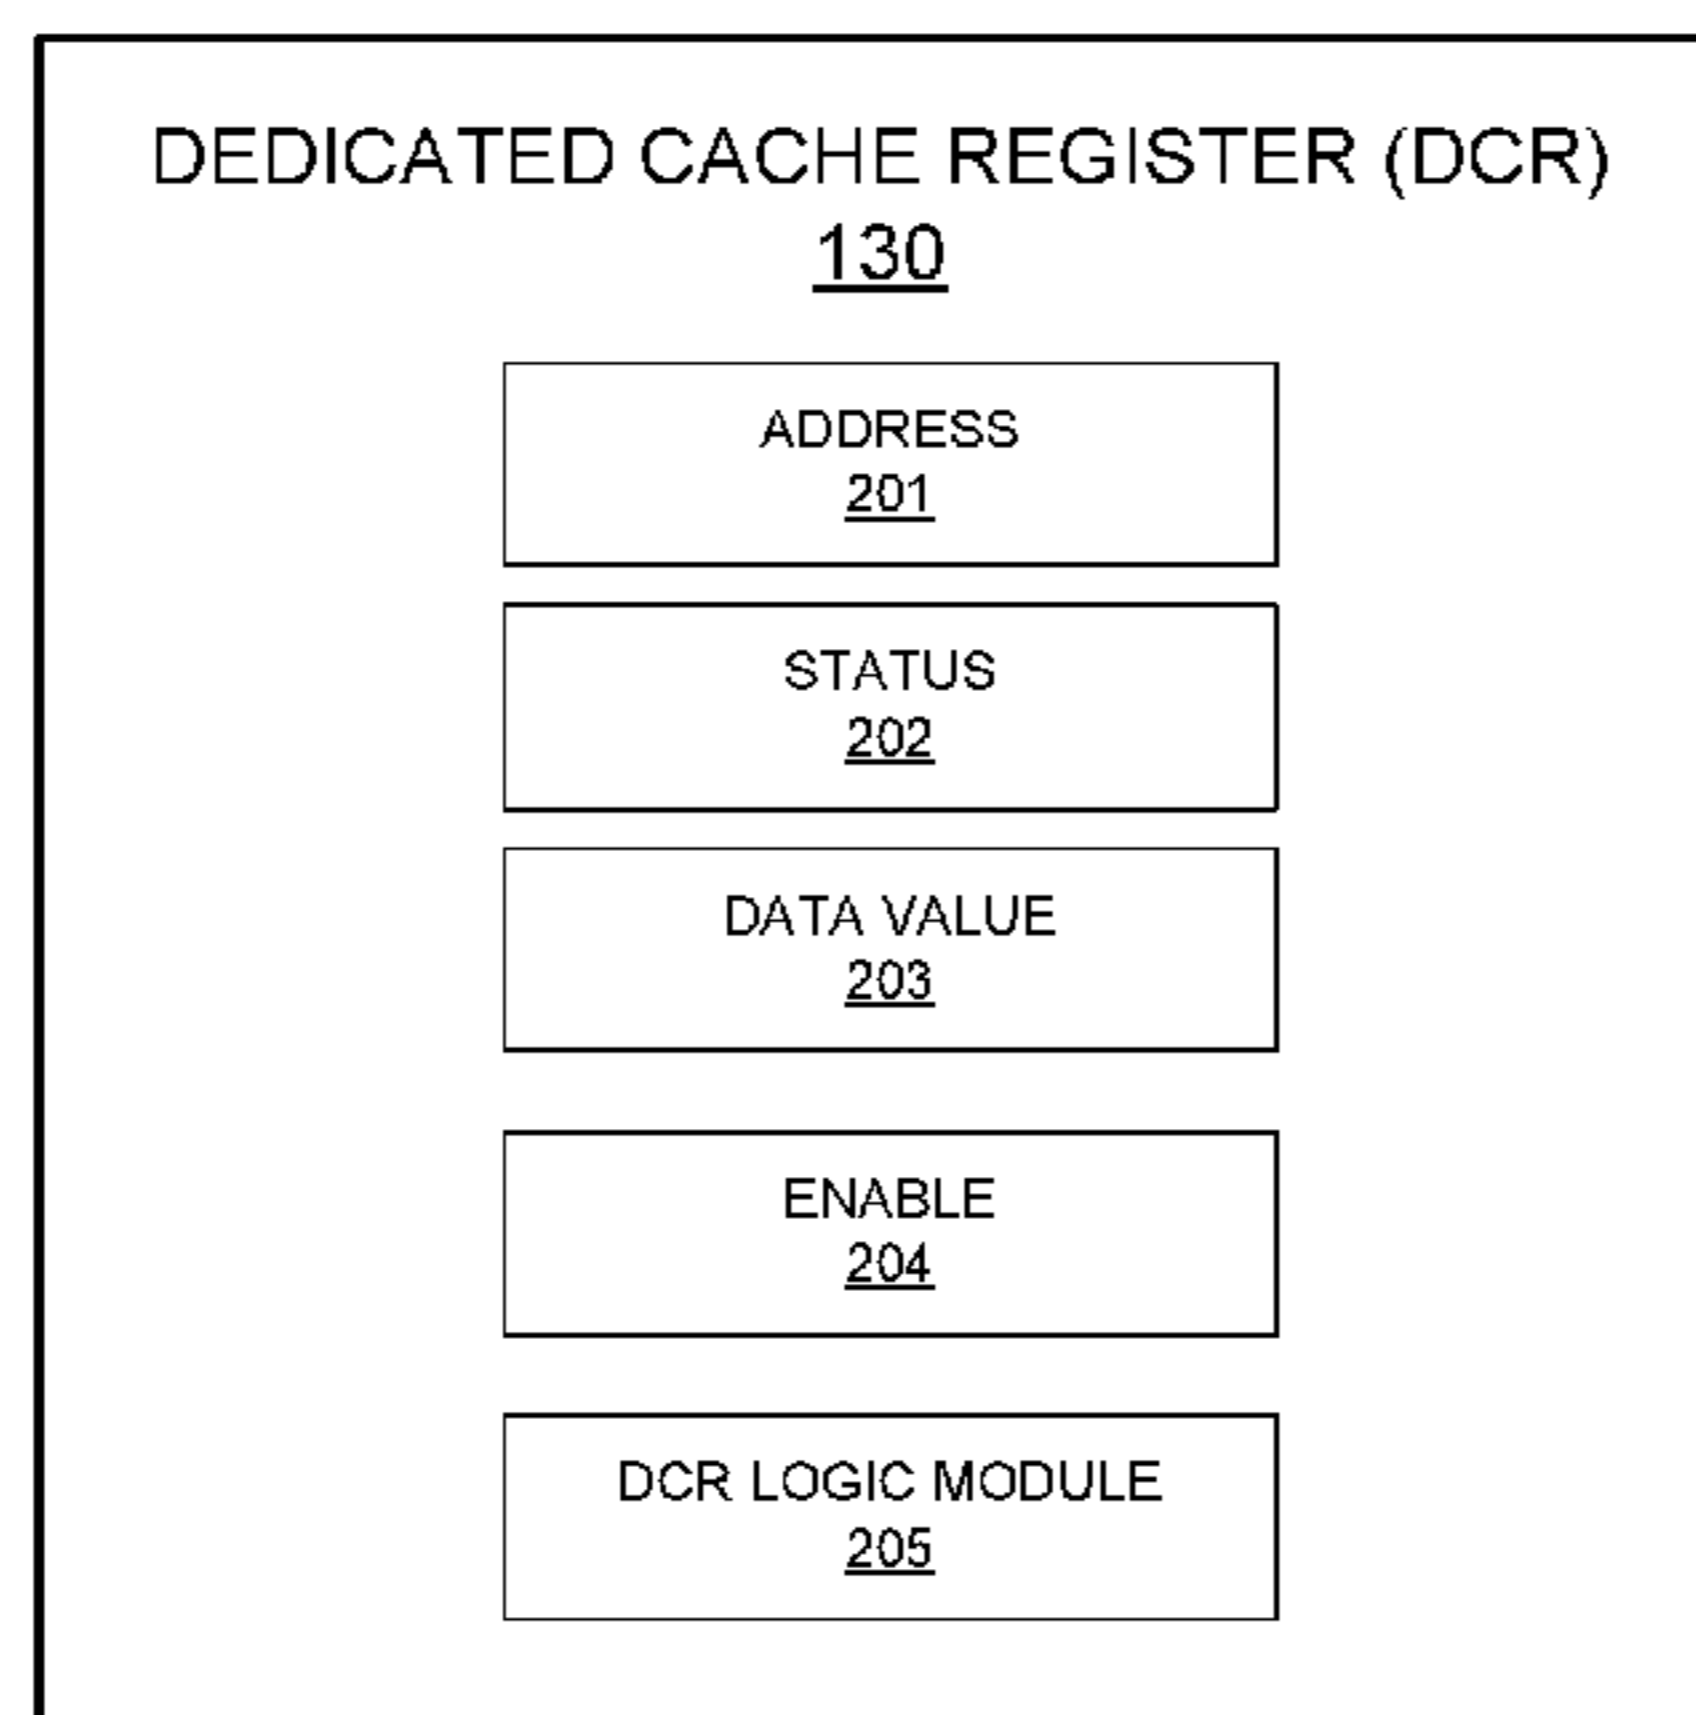 DEDICATED CACHE REGISTER (DCR)
130
ADDRESS
201
STATUS
202
DATA VALUE
203
ENABLE
204
DCR LOGIC MODULE
205